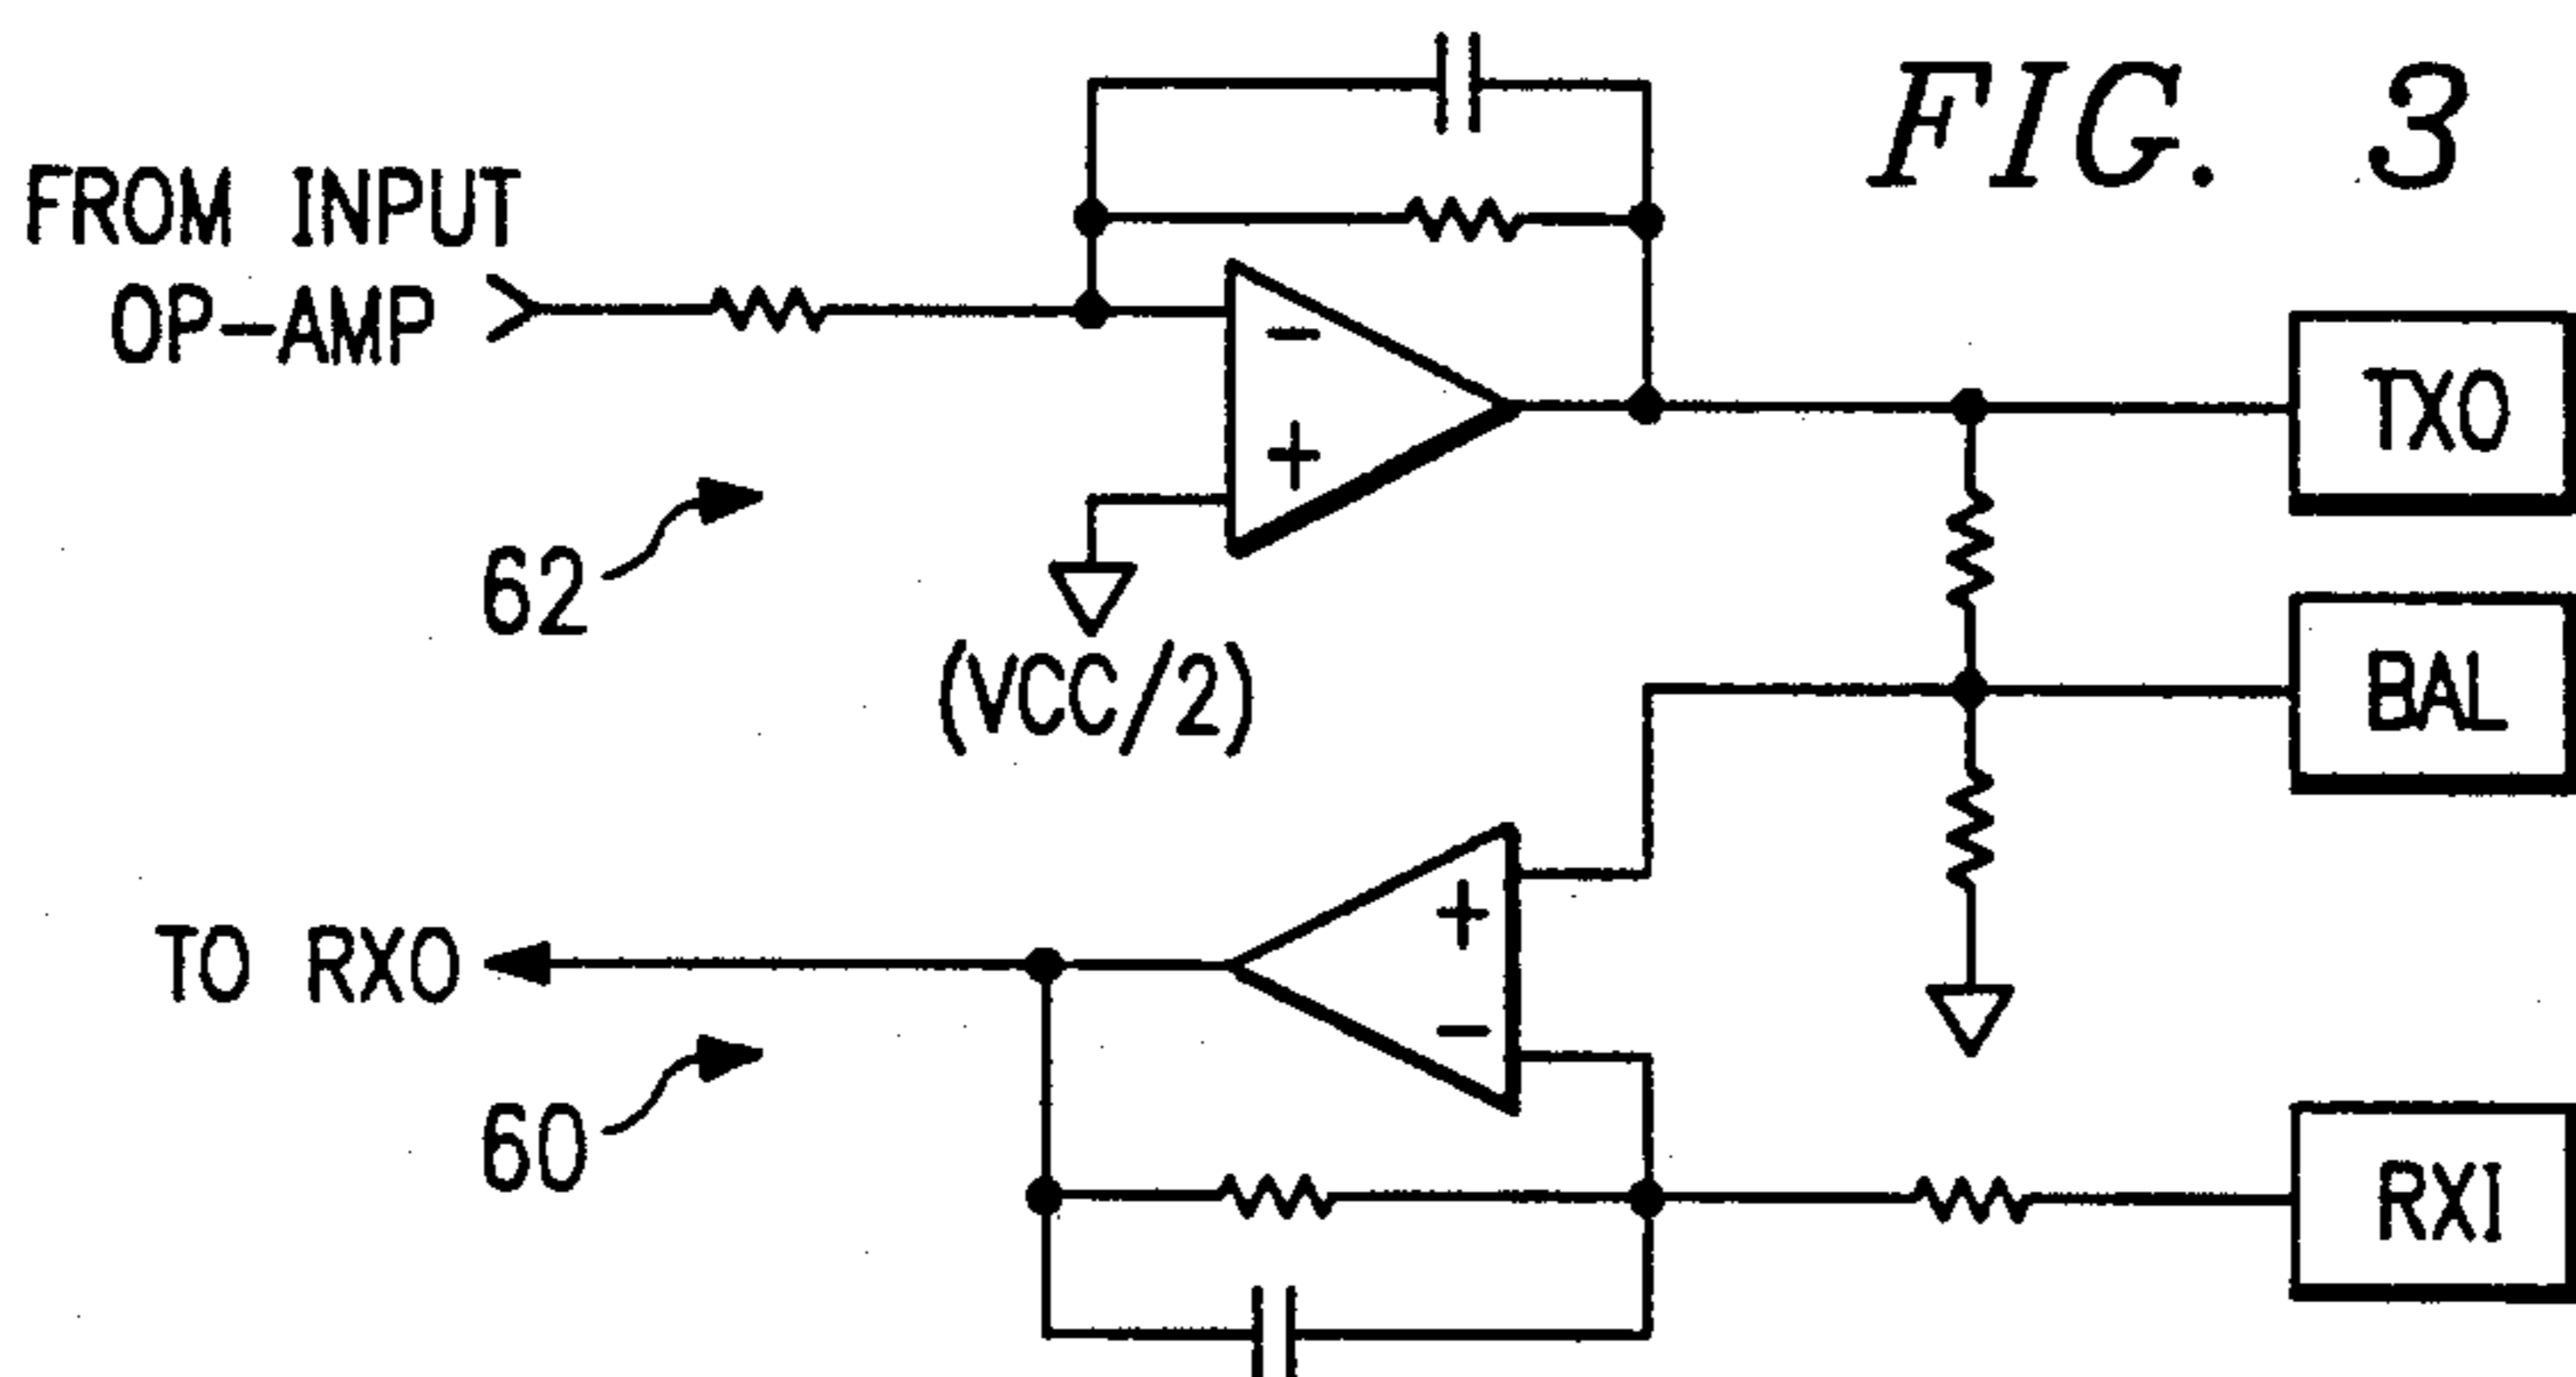 FIG. 3
FROM INPUT
OP-AMP
−
+
TXO
62
(VCC/2)
BAL
+
TO RXO
−
60
RXI